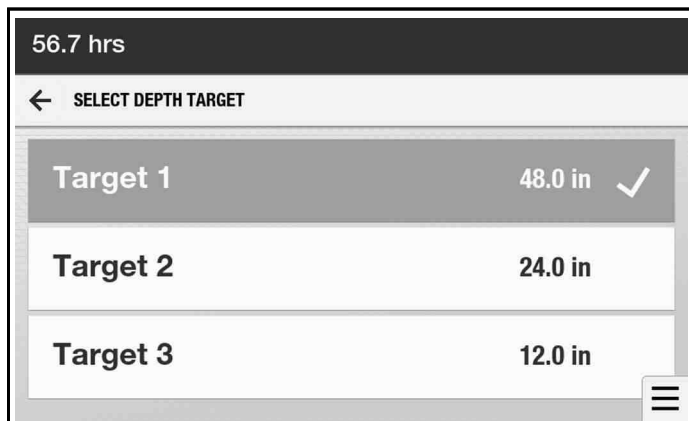 56.7 hrs
SELECT DEPTH TARGET
Target 1 48.0 in
Target 2 24.0 in
Target 3 12.0 in